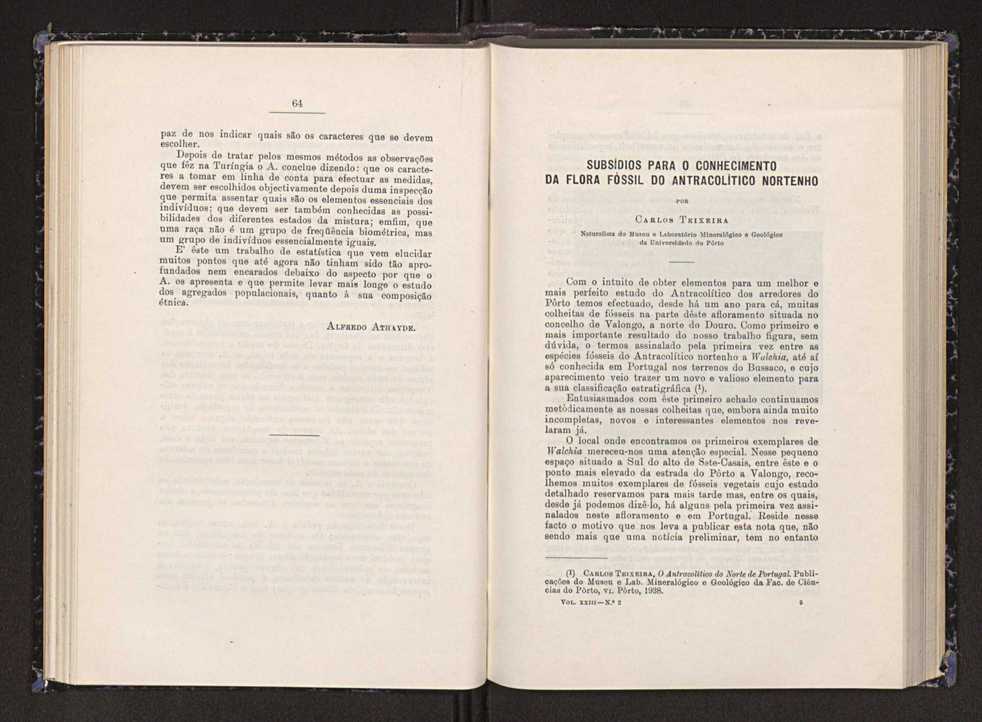 64
paz de nos indicar quais são os caracteres que se devem
escolher.
Depois de tratar pelos mesmos métodos as observações
que fêz na Turíngia o A. conclue dizendo: que os caracte-
res a tomar em linha de conta para efectuar as medidas,
devem ser escolhidos objectivamente depois duma inspecção
que permita assentar quais são os elementos essenciais dos
indivíduos; que devem ser também conhecidas as possi-
bilidades dos diferentes estados da mistura; emfim, que
uma raça não é um grupo de freqüência biométrica, mas
um grupo de indivíduos essencialmente iguais.
E' êste um trabalho de estatística que vem elucidar
muitos pontos que até agora não tinham sido tão apro-
fundados nem encarados debaixo do aspecto por que o
A. os apresenta e que permite levar mais longe o estudo
dos agregados populacionais, quanto à sua composição
étnica.
ALFREDO ATHAYDE.
SUBSÍDIOS PARA O CONHECIMENTO
DA FLORA FÓSSIL DO ANTRACOLÍTICO NORTENHO
POR
CARLOS TEIXEIRA
Naturalista do Museu e Laboratório Mineralógico e Geológico
da Universidade do Pôrto
Com o intuito de obter elementos para um melhor e
mais perfeito estudo do Antracolítico dos arredores do
Pôrto temos efectuado, desde há um ano para cá, muitas
colheitas de fósseis na parte dêste afloramento situada no
concelho de Valongo, a norte do Douro. Como primeiro e
mais importante resultado do nosso trabalho figura, sem
dúvida, o termos assinalado pela primeira vez entre as
espécies fósseis do Antracolítico nortenho a Walchia, até aí
só conhecida em Portugal nos terrenos do Bussaco, e cujo
aparecimento veio trazer um novo e valioso elemento para
a sua classificação estratigráfica (1).
Entusiasmados com êste primeiro achado continuamos
metòdicamente as nossas colheitas que, embora ainda muito
incompletas, novos e interessantes elementos nos reve-
laram já.
O local onde encontramos os primeiros exemplares de
Walchia mereceu-nos uma atenção especial. Nesse pequeno
espaço situado a Sul do alto de Sete-Casais, entre êste e o
ponto mais elevado da estrada do Pôrto a Valongo, reco-
lhemos muitos exemplares de fósseis vegetais cujo estudo
detalhado reservamos para mais tarde mas, entre os quais,
desde já podemos dizê-lo, há alguns pela primeira vez assi-
nalados neste afloramento e em Portugal. Reside nesse
facto o motivo que nos leva a publicar esta nota que, não
sendo mais que uma notícia preliminar, tem no entanto
(1) CARLOS TEIXEIRA, O Antracolítico do Norte de Portugal. Publi-
cações do Museu e Lab. Mineralógico e Geológico da Fac. de Ciên-
cias do Pôrto, VI. Pôrto, 1938.
VOL. XXIII—N.º 2 5